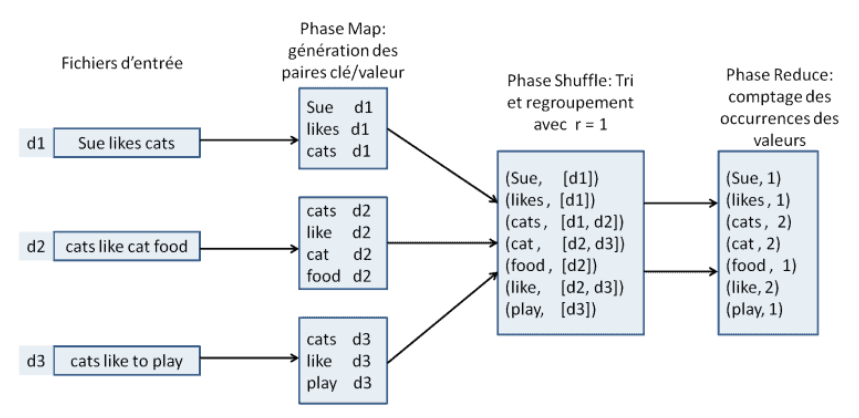 Fichiers d'entrée
Phase Map:
génération des
paires clé/valeur
Phase Shuffle: Tri
et regroupement
avec r = 1
Phase Reduce:
comptage des
occurrences des
valeurs
d1 Sue likes cats
d2 cats like cat food
d3 cats like to play
Sue d1
likes d1
cats d1
cats d2
like d2
cat d2
food d2
cats d3
like d3
play d3
(Sue, [d1])
(likes, [d1])
(cats, [d1, d2])
(cat, [d2, d3])
(food, [d2])
(like, [d2, d3])
(play, [d3])
(Sue, 1)
(likes, 1)
(cats, 2)
(cat, 2)
(food, 1)
(like, 2)
(play, 1)